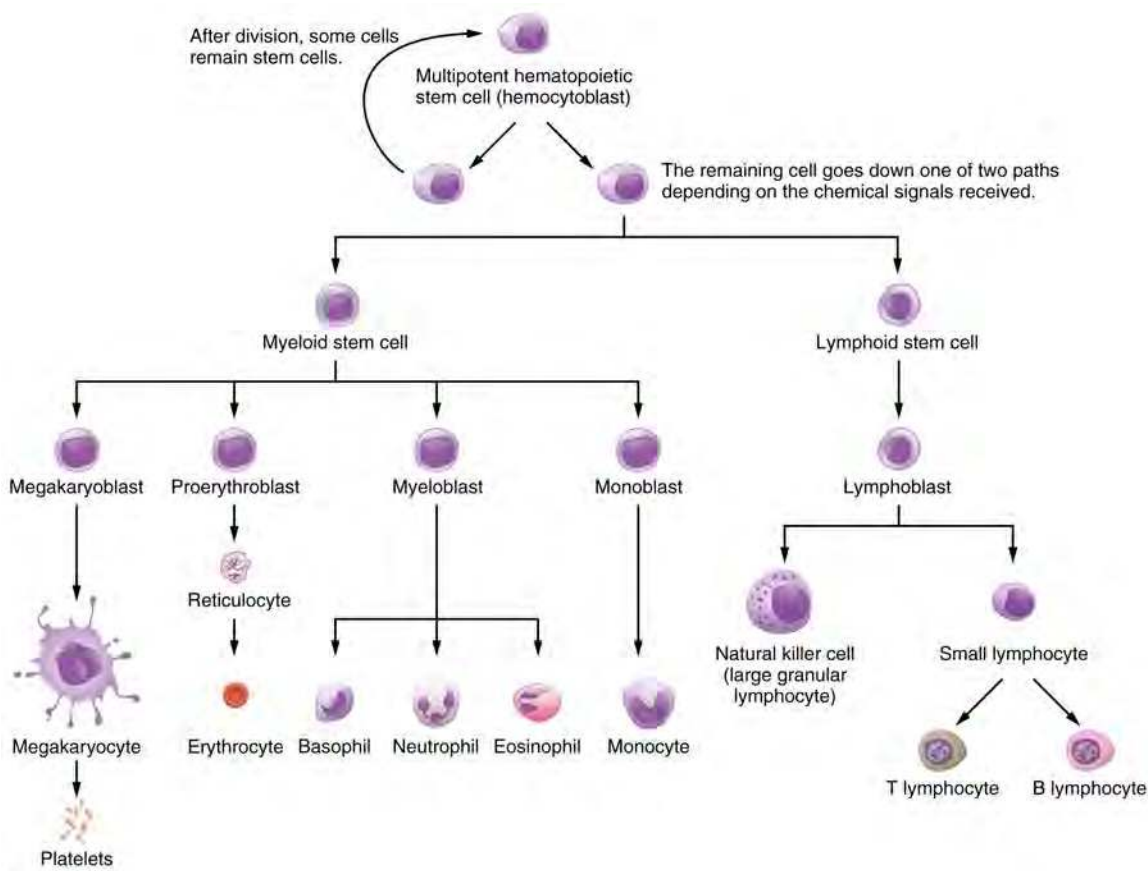 After division, some cells
remain stem cells.
Multipotent hematopoietic
stem cell (hemocytoblast)
The remaining cell goes down one of two paths
depending on the chemical signals received.
Myeloid stem cell
Lymphoid stem cell
Megakaryoblast
Proerythroblast
Myeloblast
Monoblast
Lymphoblast
Reticulocyte
Natural killer cell
(large granular
lymphocyte)
Small lymphocyte
Megakaryocyte
Erythrocyte
Basophil
Neutrophil
Eosinophil
Monocyte
T lymphocyte
B lymphocyte
Platelets